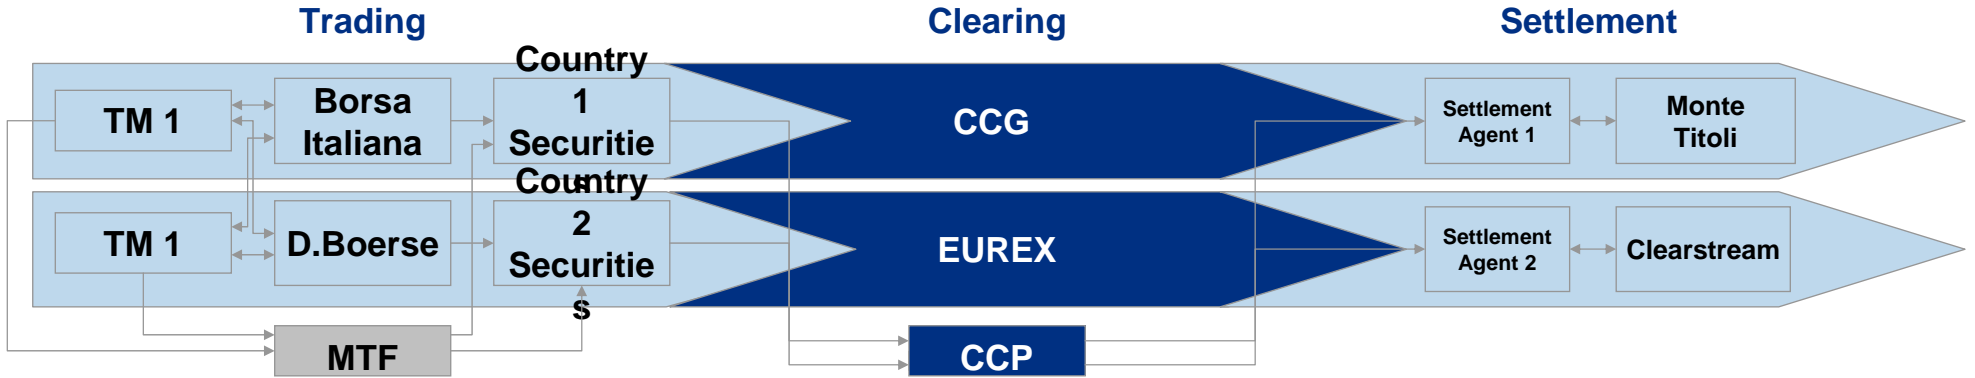 Trading
Clearing
Settlement
TM 1
Borsa
Italiana
Country
1
Securitie
s
CCG
Settlement
Agent 1
Monte
Titoli
TM 1
D.Boerse
Country
2
Securitie
s
EUREX
Settlement
Agent 2
Clearstream
MTF
CCP